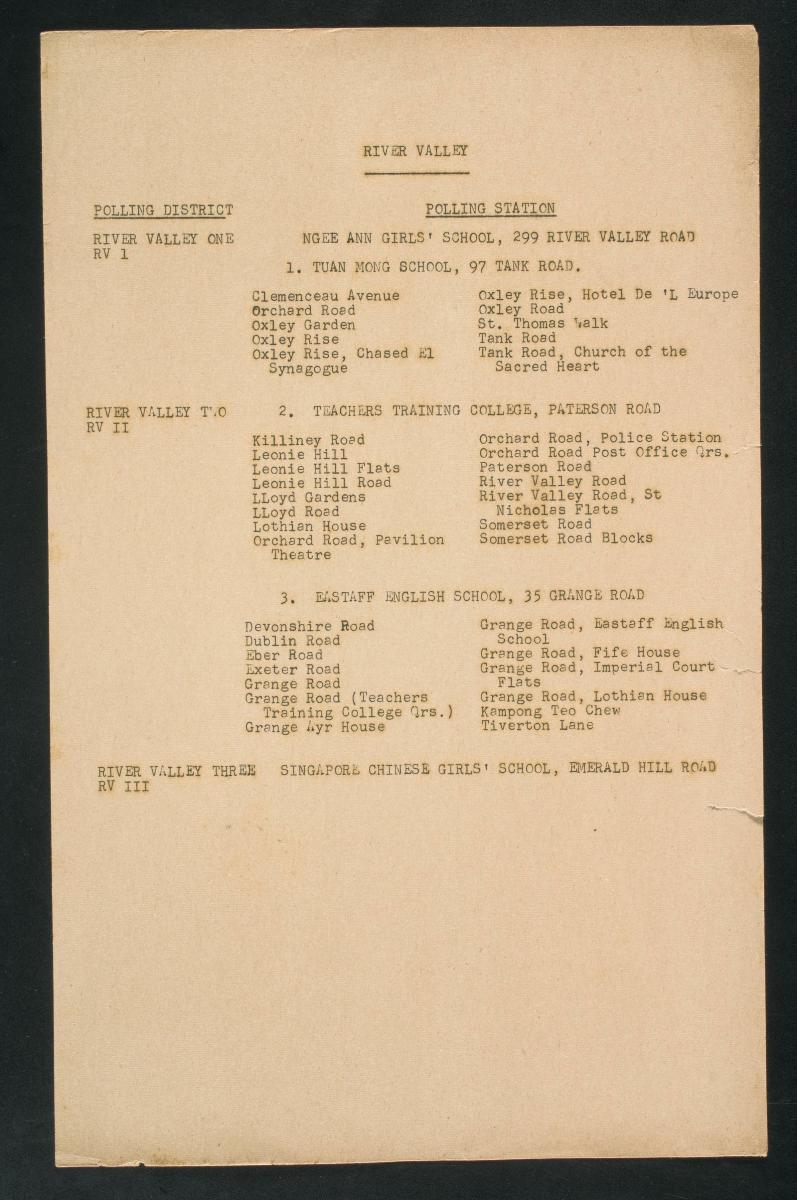 RIVER VALLEY
POLLING DISTRICT POLLING STATION
RIVER VALLEY ONE NGEE ANN GIRLS' SCHOOL, 299 RIVER VALLEY ROAD
RV 1
1. TUAN MONG SCHOOL, 97 TANK ROAD.
Clemenceau Avenue
Orchard Road
Oxley Garden
Oxley Rise
Oxley Rise, Chased El
Synagogue
Oxley Rise, Hotel De 'L Europe
Oxley Road
St. Thomas Walk
Tank Road
Tank Road, Church of the
Sacred Heart
RIVER VALLEY TWO 2. TEACHERS TRAINING COLLEGE, PATERSON ROAD
RV II
Killiney Road
Leonie Hill
Leonie Hill Flats
Leonie Hill Road
LLoyd Gardens
LLoyd Road
Lothian House
Orchard Road, Pavilion
Theatre
Orchard Road, Police Station
Orchard Road Post Office Qrs.
Paterson Road
River Valley Road
River Valley Road, St
Nicholas Flats
Somerset Road
Somerset Road Blocks
3. EASTAFF ENGLISH SCHOOL, 35 GRANGE ROAD
Devonshire Road
Dublin Road
Eber Road
Exeter Road
Grange Road
Grange Road (Teachers
Training College Qrs.)
Grange Ayr House
Grange Road, Eastaff English
School
Grange Road, Fife House
Grange Road, Imperial Court
Flats
Grange Road, Lothian House
Kampong Teo Chew
Tiverton Lane
RIVER VALLEY THREE SINGAPORE CHINESE GIRLS' SCHOOL, EMERALD HILL ROAD
RV III